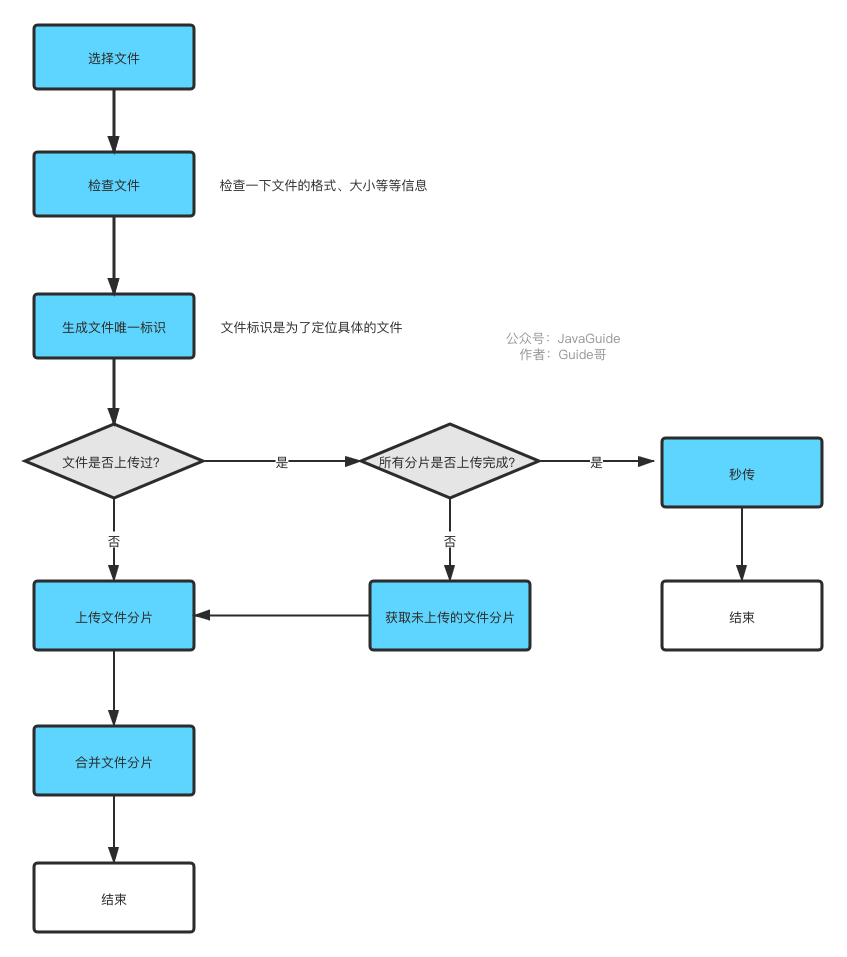 选择文件
检查文件
检查一下文件的格式、大小等等信息
生成文件唯一标识
文件标识是为了定位具体的文件
公众号：JavaGuide
作者：Guide哥
文件是否上传过?
是
所有分片是否上传完成?
是
秒传
否
否
上传文件分片
获取未上传的文件分片
结束
合并文件分片
结束